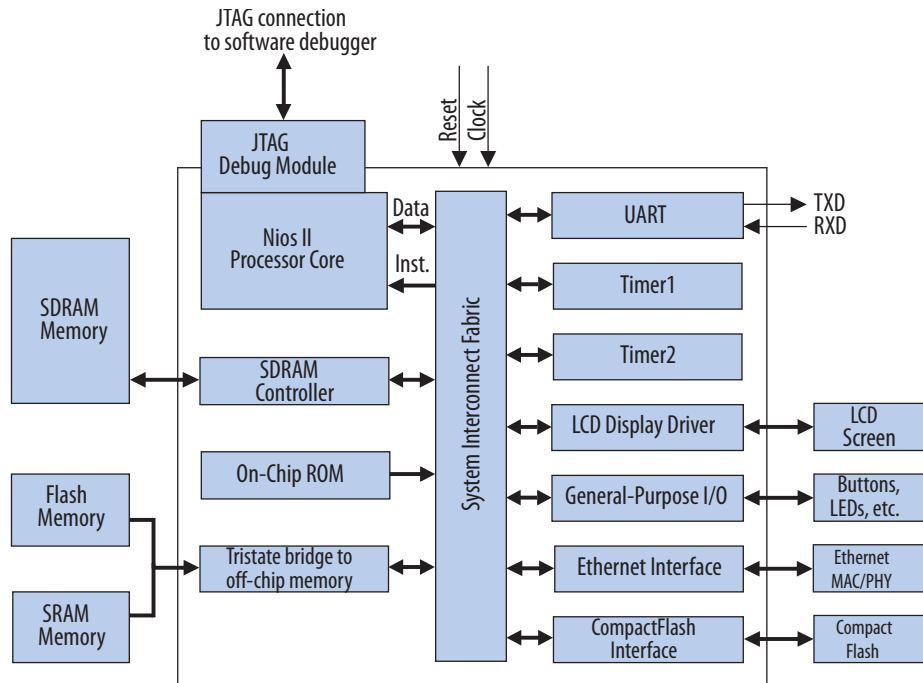 JTAG connection
to software debugger
Reset
Clock
JTAG
Debug Module
Nios II
Processor Core
Data
Inst.
System Interconnect Fabric
UART
TXD
RXD
Timer1
Timer2
SDRAM
Memory
SDRAM
Controller
LCD Display Driver
LCD
Screen
On-Chip ROM
General-Purpose I/O
Buttons,
LEDs, etc.
Flash
Memory
Tristate bridge to
off-chip memory
Ethernet Interface
Ethernet
MAC/PHY
SRAM
Memory
CompactFlash
Interface
Compact
Flash